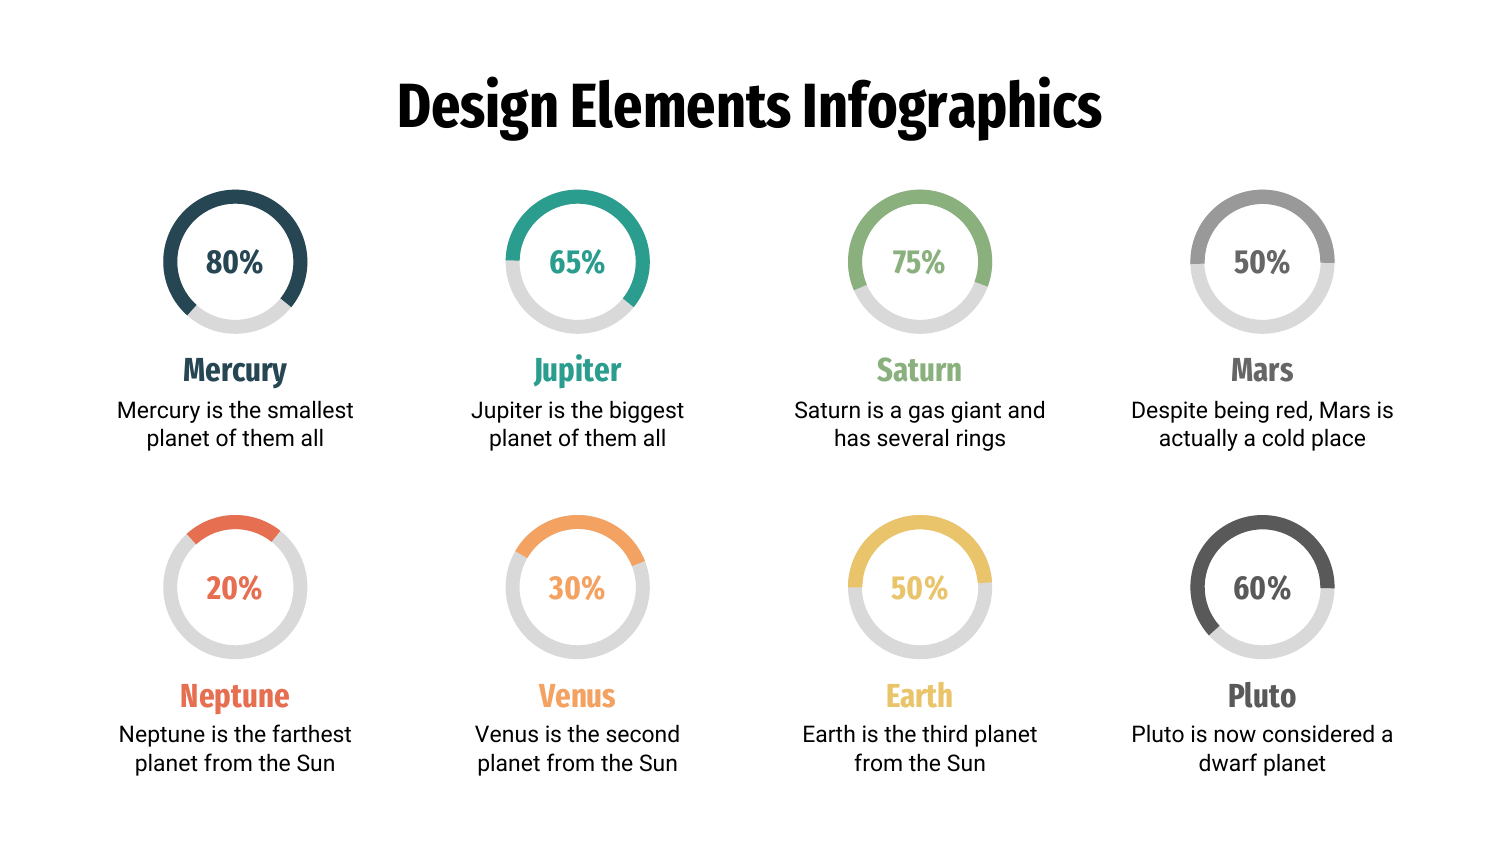 Design Elements Infographics
80%
65%
75%
50%
Mercury
Jupiter
Saturn
Mars
Mercury is the smallest
planet of them all
Jupiter is the biggest
planet of them all
Saturn is a gas giant and
has several rings
Despite being red, Mars is
actually a cold place
20%
30%
50%
60%
Neptune
Venus
Earth
Pluto
Neptune is the farthest
planet from the Sun
Venus is the second
planet from the Sun
Earth is the third planet
from the Sun
Pluto is now considered a
dwarf planet